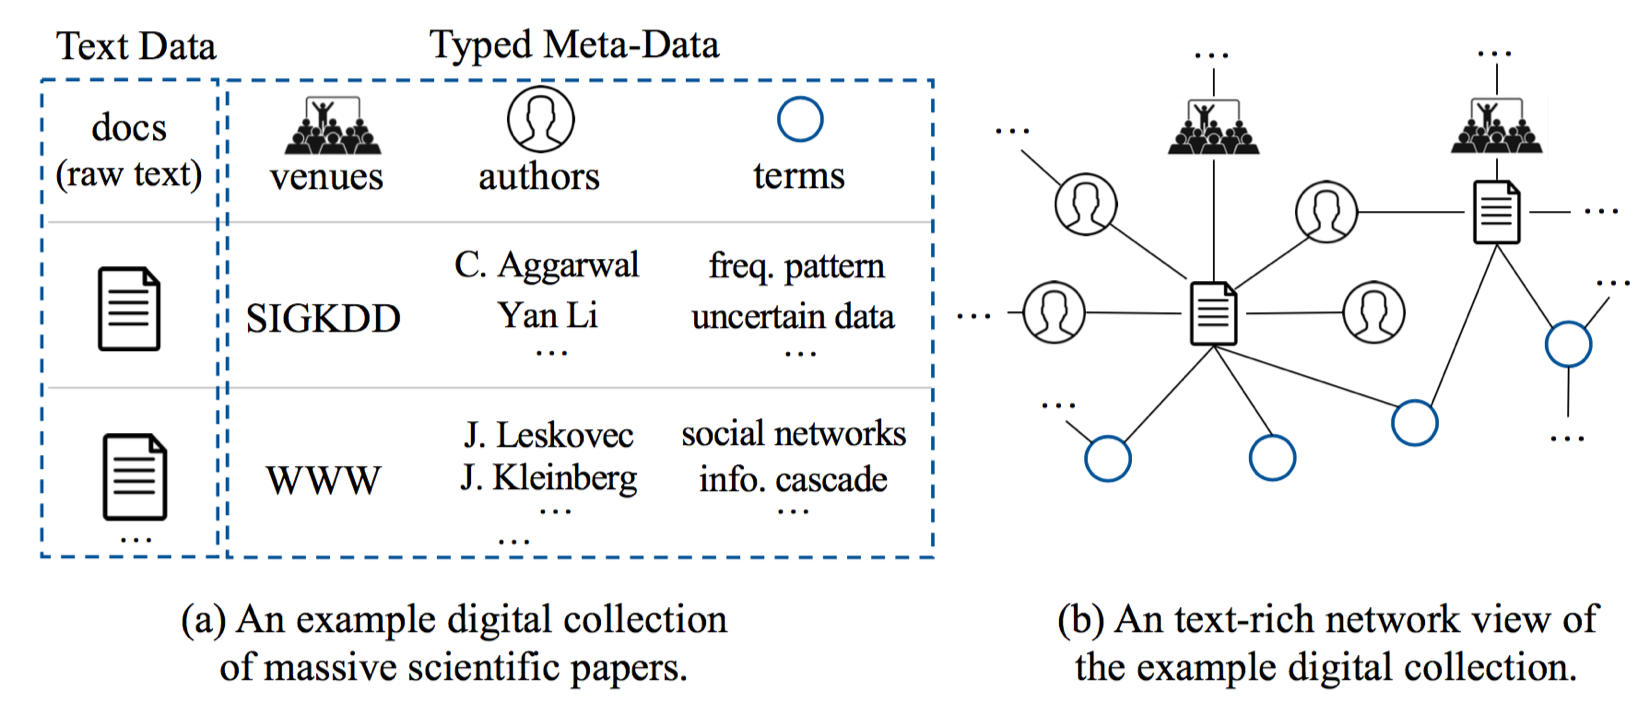 Text Data
Typed Meta-Data
docs
(raw text)
venues
authors
terms
SIGKDD
C. Aggarwal
Yan Li
...
freq. pattern
uncertain data
...
WWW
J. Leskovec
J. Kleinberg
...
social networks
info. cascade
...
...
...
(a) An example digital collection
of massive scientific papers.
...
...
...
...
...
...
...
...
(b) An text-rich network view of
the example digital collection.